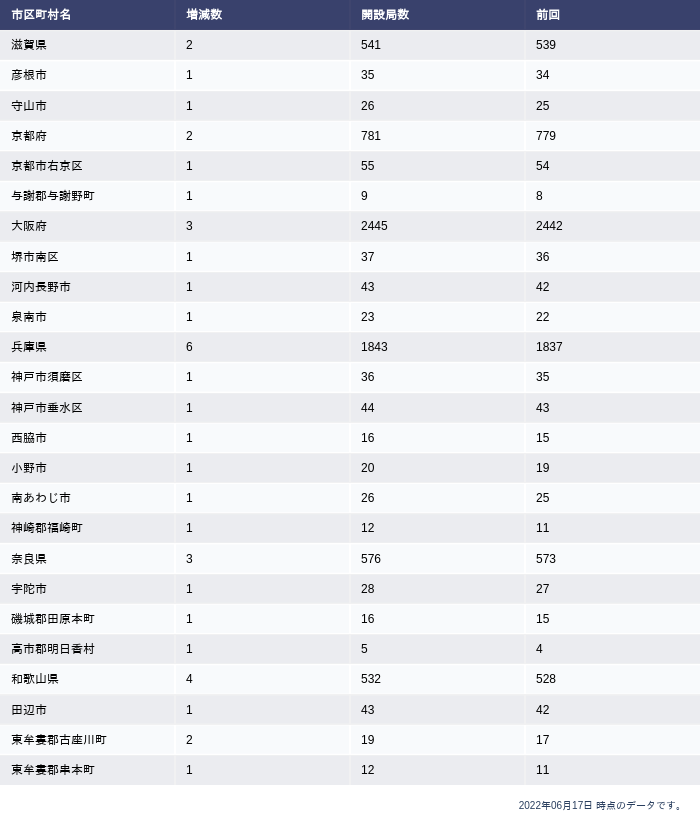 市区町村名 増減数 開設局数 前回
滋賀県 2 541 539
彦根市 1 35 34
守山市 1 26 25
京都府 2 781 779
京都市右京区 1 55 54
与謝郡与謝野町 1 9 8
大阪府 3 2445 2442
堺市南区 1 37 36
河内長野市 1 43 42
泉南市 1 23 22
兵庫県 6 1843 1837
神戸市須磨区 1 36 35
神戸市垂水区 1 44 43
西脇市 1 16 15
小野市 1 20 19
南あわじ市 1 26 25
神崎郡福崎町 1 12 11
奈良県 3 576 573
宇陀市 1 28 27
磯城郡田原本町 1 16 15
高市郡明日香村 1 5 4
和歌山県 4 532 528
田辺市 1 43 42
東牟婁郡古座川町 2 19 17
東牟婁郡串本町 1 12 11
2022年06月17日 時点のデータです。